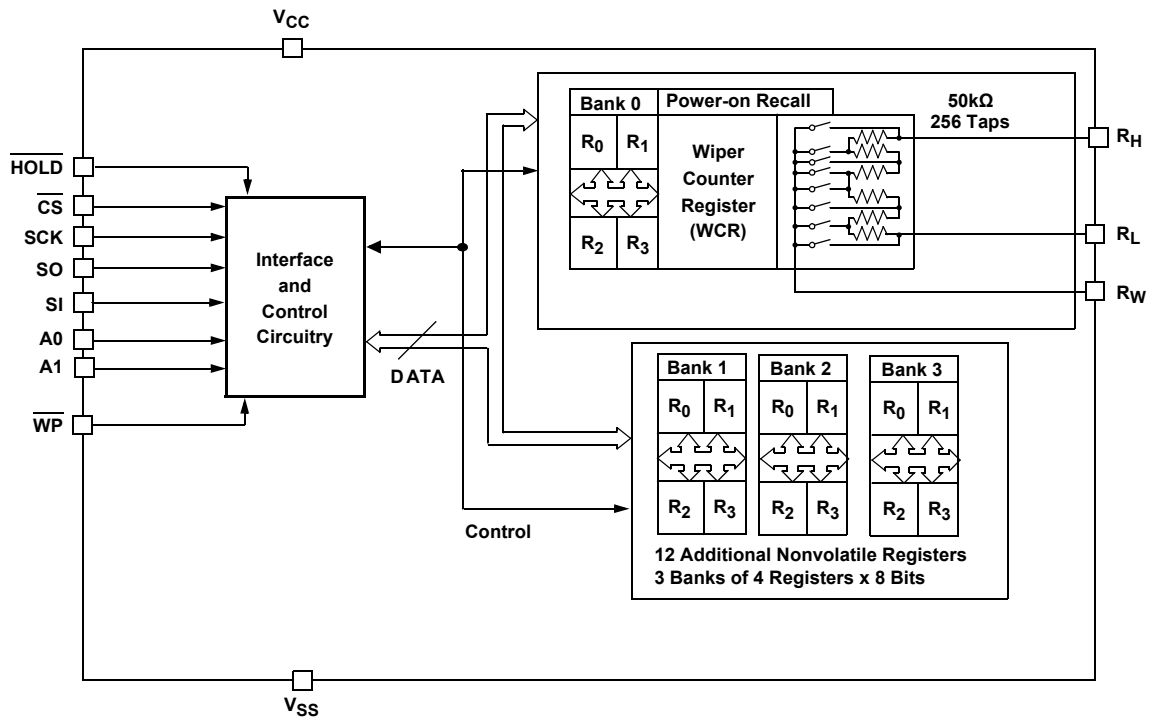 VCC
HOLD
CS
SCK
SO
SI
A0
A1
WP
Interface
and
Control
Circuitry
DATA
Control
Bank 0
Power-on Recall
R0
R1
R2
R3
Wiper
Counter
Register
(WCR)
50kΩ
256 Taps
RH
RL
RW
Bank 1
R0
R1
R2
R3
Bank 2
R0
R1
R2
R3
Bank 3
R0
R1
R2
R3
12 Additional Nonvolatile Registers
3 Banks of 4 Registers x 8 Bits
VSS